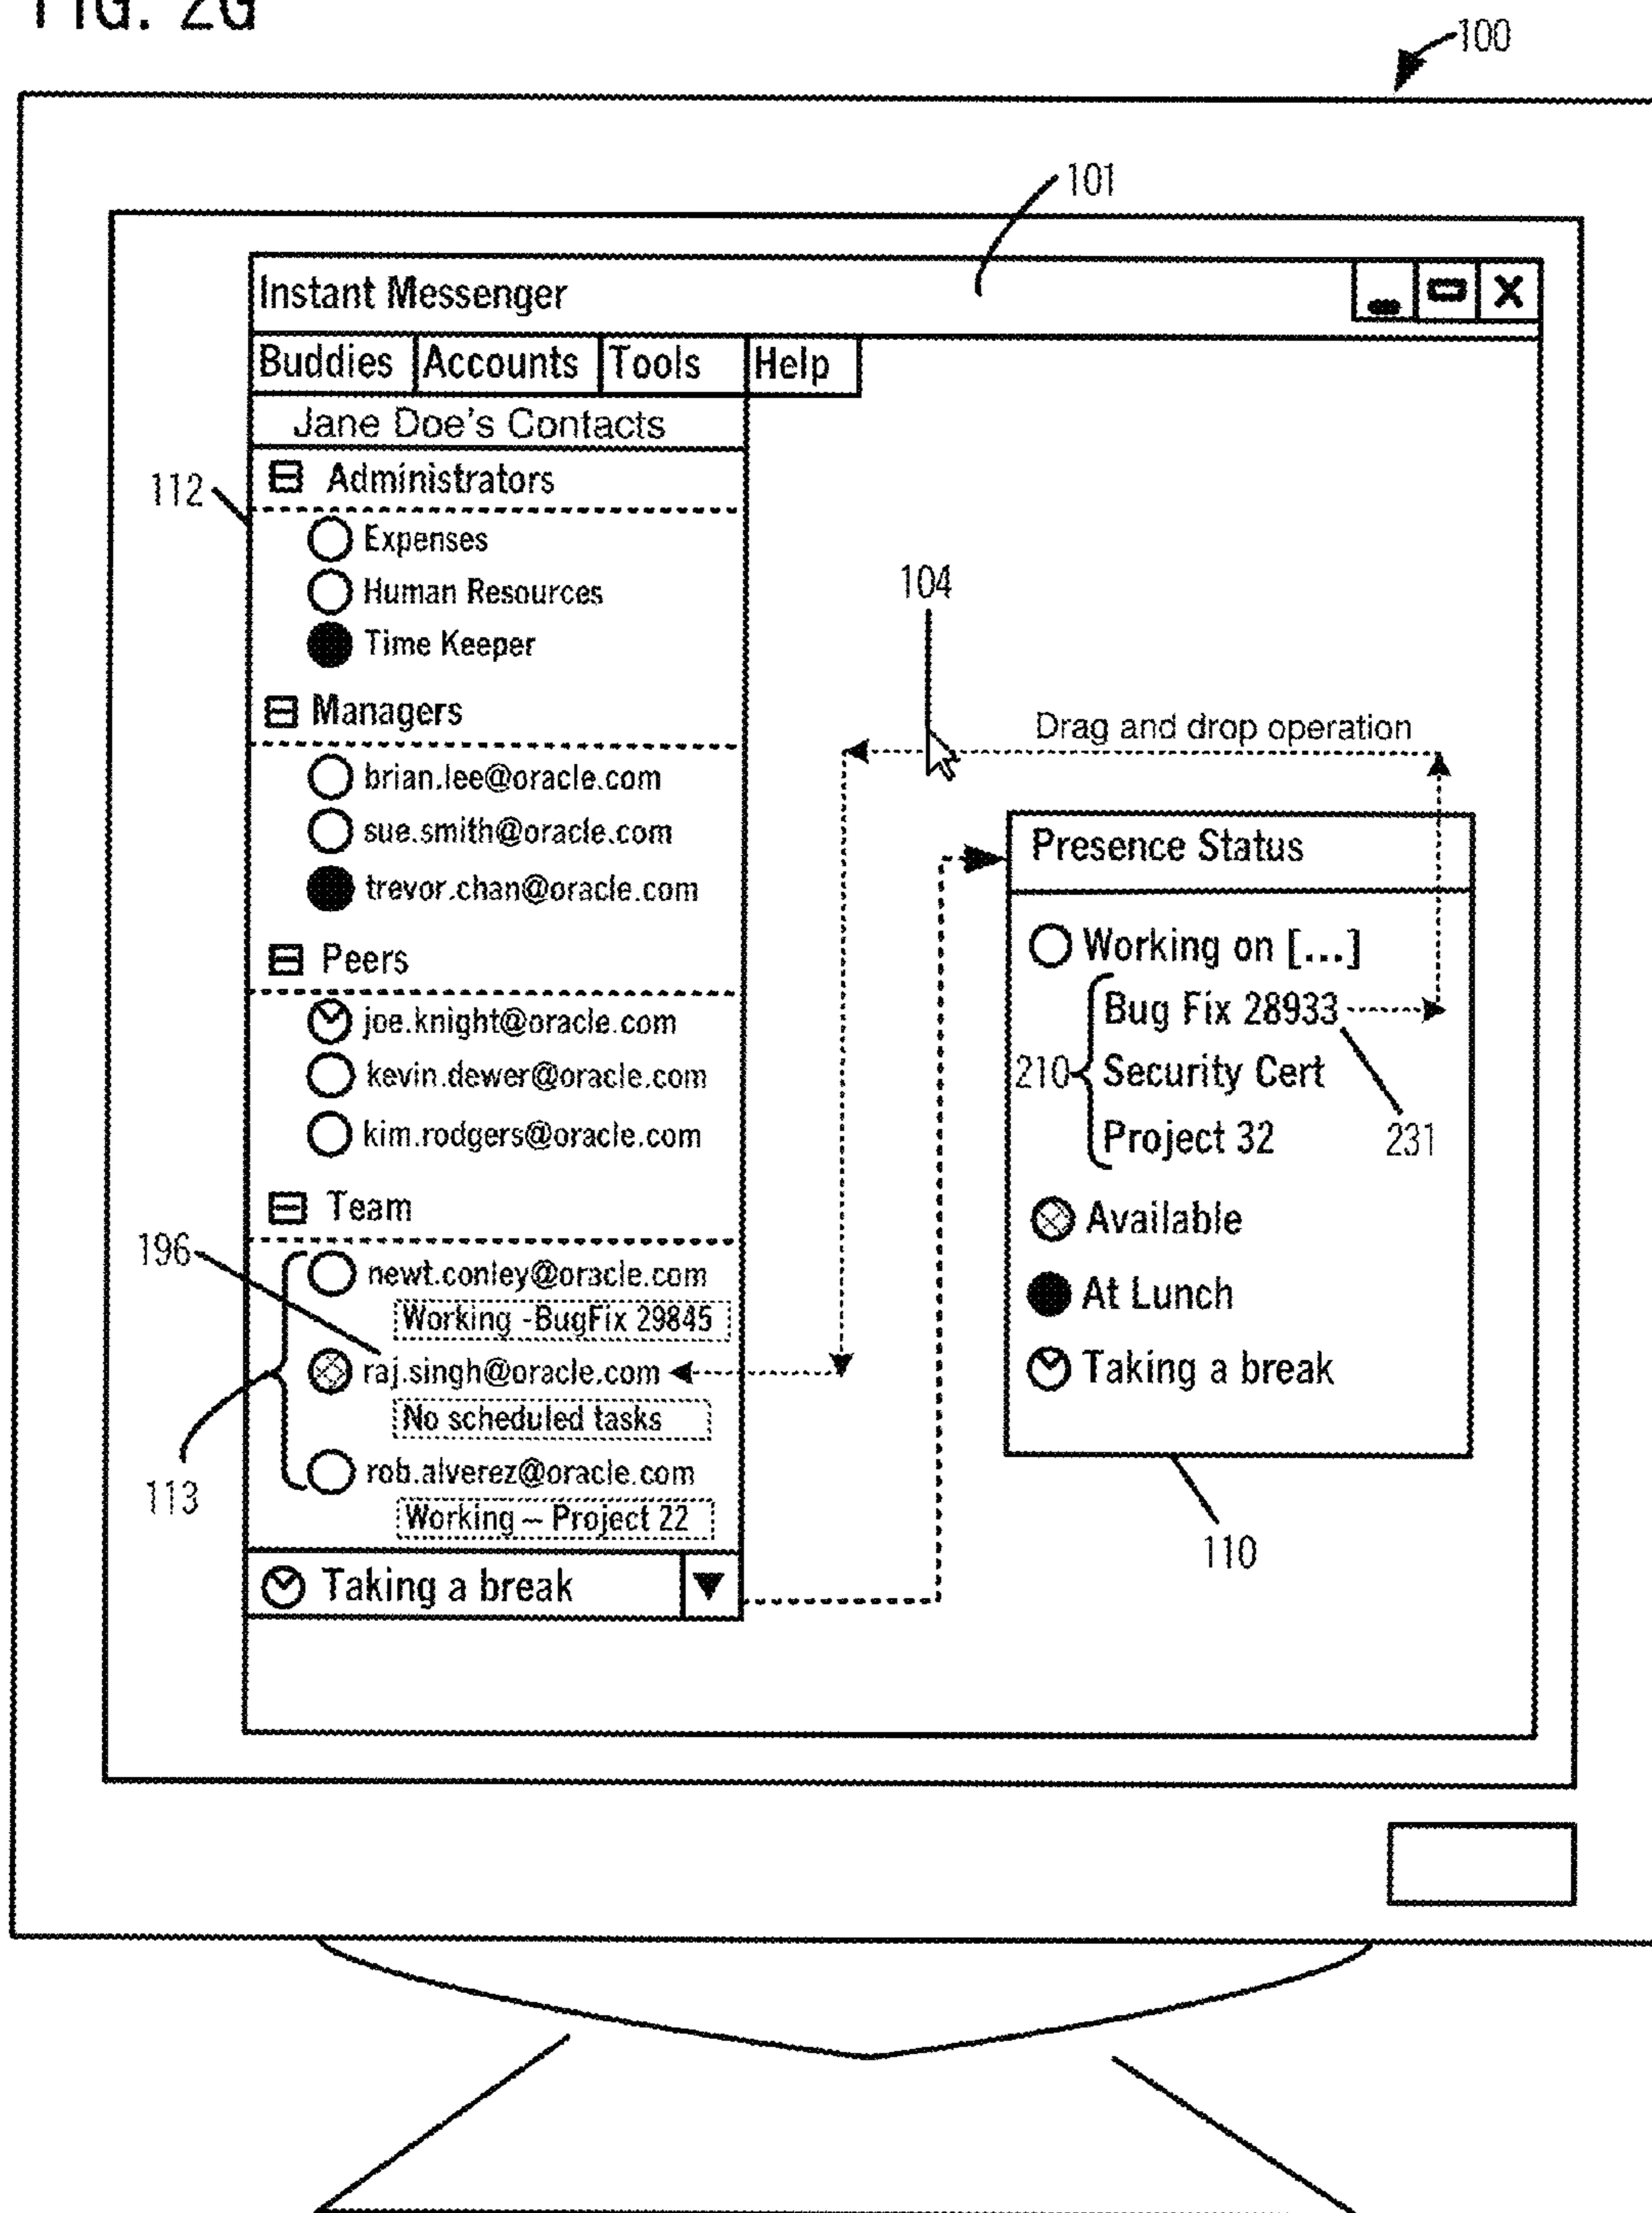 FIG. 2G
100
101
Instant Messenger
Buddies Accounts Tools Help
Jane Doe's Contacts
112
Administrators
Expenses
Human Resources
Time Keeper
104
Managers
Drag and drop operation
brian.lee@oracle.com
sue.smith@oracle.com
trevor.chan@oracle.com
Peers
joe.knight@oracle.com
kevin.dewer@oracle.com
kim.rodgers@oracle.com
Team
196
newt.conley@oracle.com
Working -BugFix 29845
raj.singh@oracle.com
No scheduled tasks
113
rob.alverez@oracle.com
Working – Project 22
Taking a break
Presence Status
Working on [...]
Bug Fix 28933
210
Security Cert
Project 32
231
Available
At Lunch
Taking a break
110